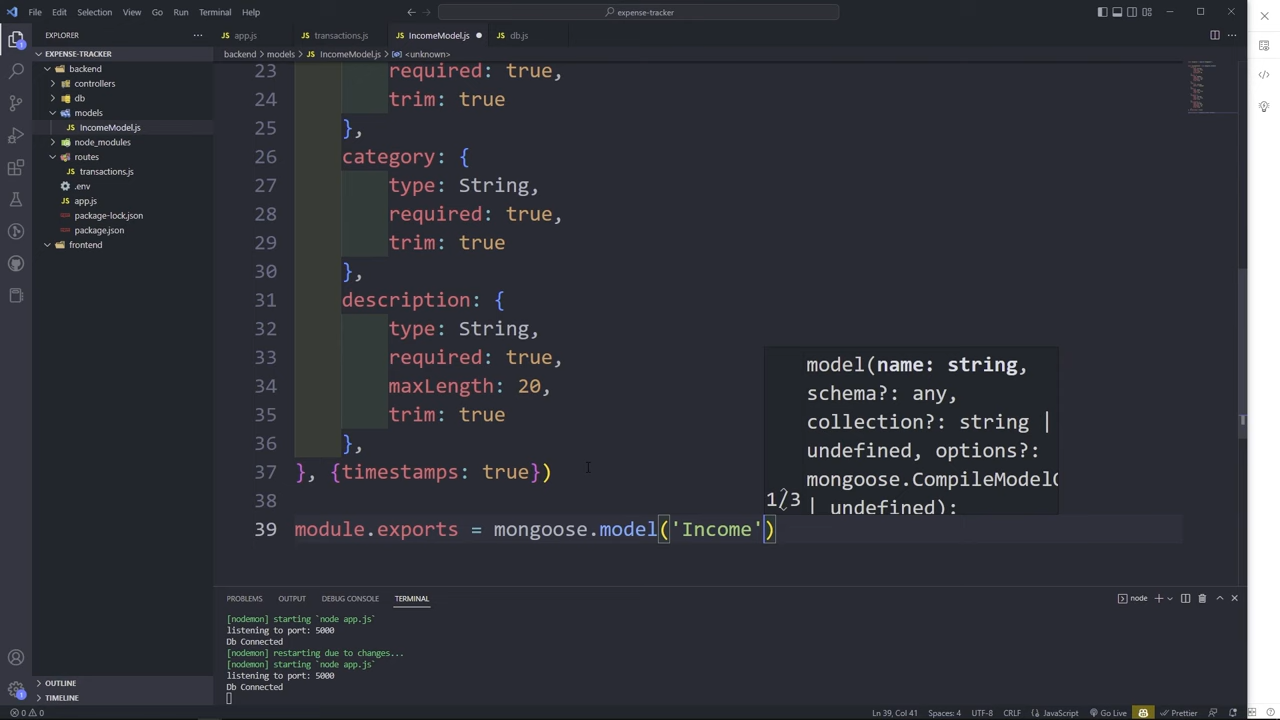 File Edit Selection View Go Run Terminal Help
expense-tracker
EXPLORER
EXPENSE-TRACKER
backend
controllers
db
models
IncomeModel.js
node_modules
routes
transactions.js
.env
app.js
package-lock.json
package.json
frontend
OUTLINE
TIMELINE
app.js transactions.js IncomeModel.js db.js
backend > models > IncomeModel.js > <unknown>
23 required: true,
24 trim: true
25 },
26 category: {
27 type: String,
28 required: true,
29 trim: true
30 },
31 description: {
32 type: String,
33 required: true,
34 maxLength: 20,
35 trim: true
36 },
37 }, {timestamps: true})
38
39 module.exports = mongoose.model('Income')
model(name: string,
schema?: any,
collection?: string |
undefined, options?:
mongoose.CompileModelO
1/3 | undefined):
PROBLEMS OUTPUT DEBUG CONSOLE TERMINAL
node
[nodemon] starting `node app.js`
listening to port: 5000
Db Connected
[nodemon] restarting due to changes...
[nodemon] starting `node app.js`
listening to port: 5000
Db Connected
0 0
Ln 39, Col 41 Spaces: 4 UTF-8 CRLF JavaScript Go Live Prettier